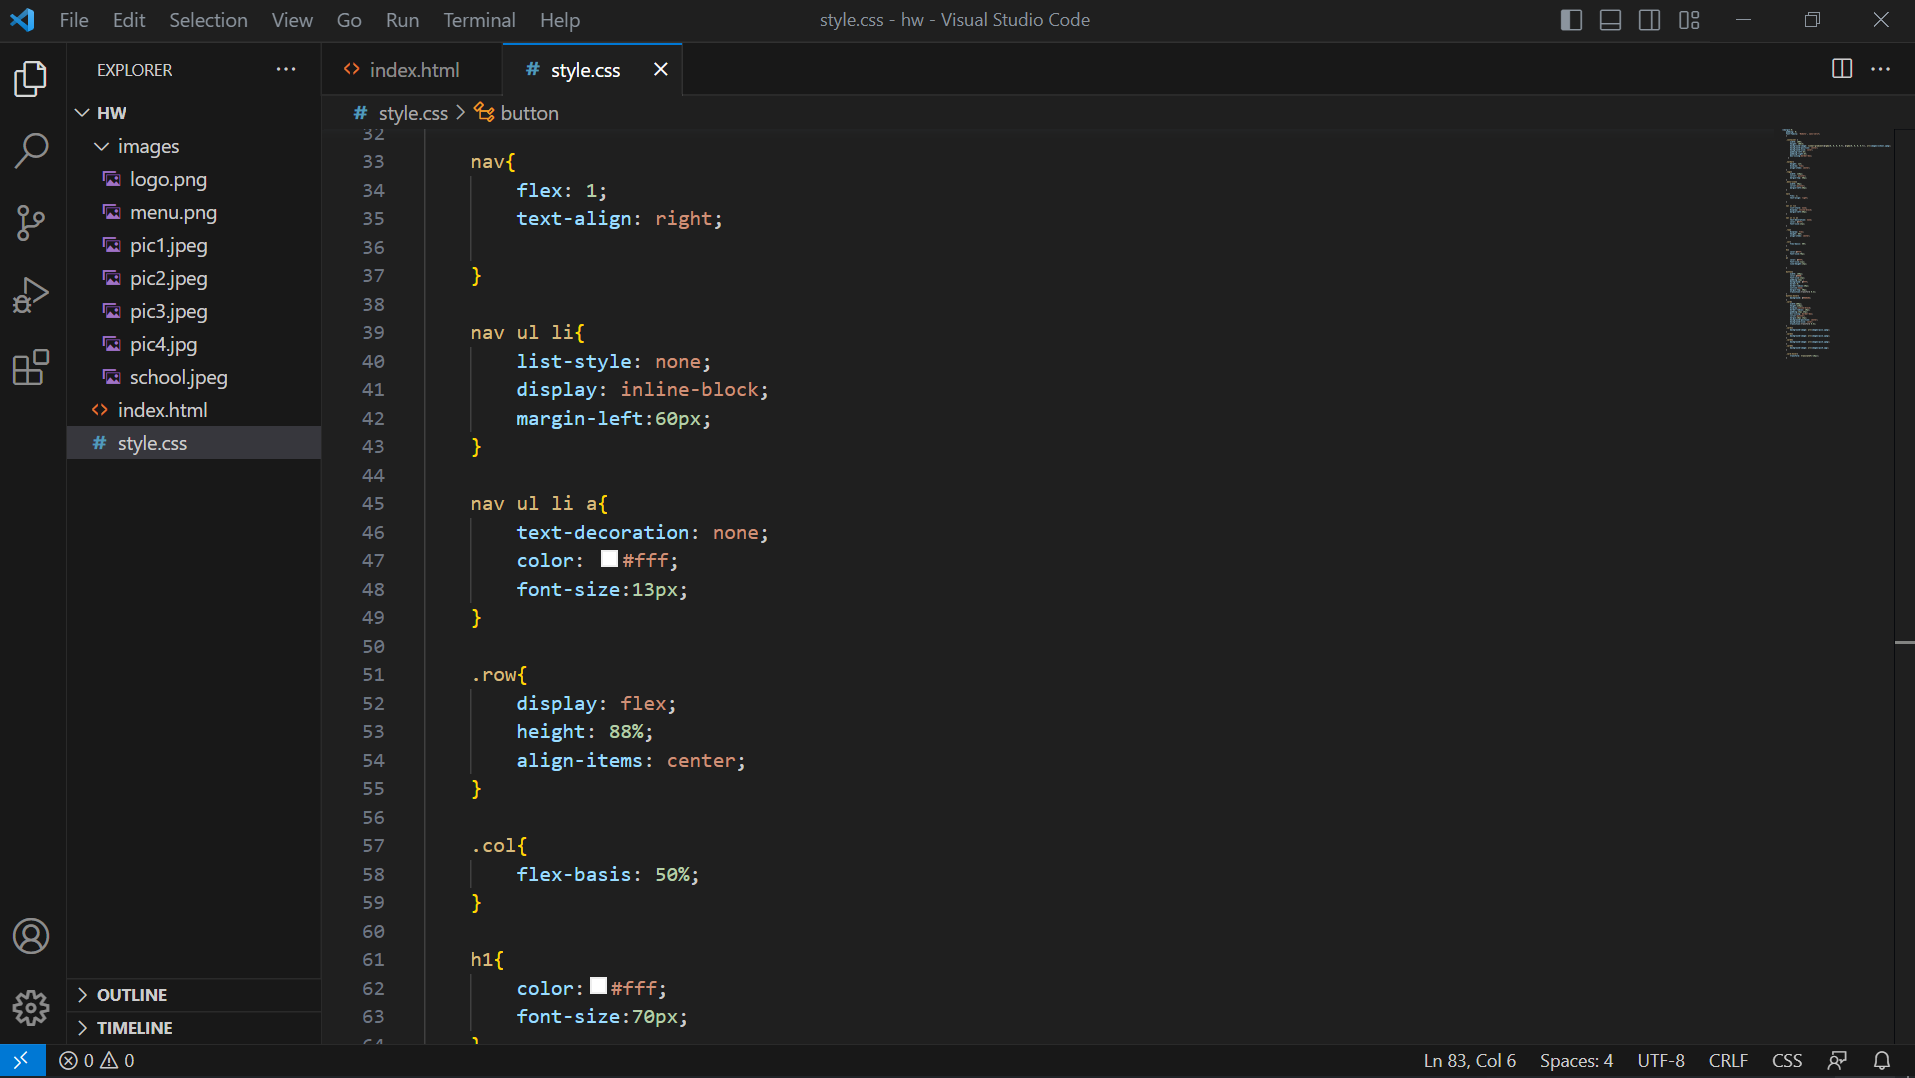 File Edit Selection View Go Run Terminal Help
style.css - hw - Visual Studio Code
EXPLORER
HW
images
logo.png
menu.png
pic1.jpeg
pic2.jpeg
pic3.jpeg
pic4.jpg
school.jpeg
index.html
style.css
OUTLINE
TIMELINE
index.html
# style.css
# style.css > button
32
33 nav{
34 flex: 1;
35 text-align: right;
36
37 }
38
39 nav ul li{
40 list-style: none;
41 display: inline-block;
42 margin-left:60px;
43 }
44
45 nav ul li a{
46 text-decoration: none;
47 color: #fff;
48 font-size:13px;
49 }
50
51 .row{
52 display: flex;
53 height: 88%;
54 align-items: center;
55 }
56
57 .col{
58 flex-basis: 50%;
59 }
60
61 h1{
62 color: #fff;
63 font-size:70px;
64 }
0 0
Ln 83, Col 6 Spaces: 4 UTF-8 CRLF CSS